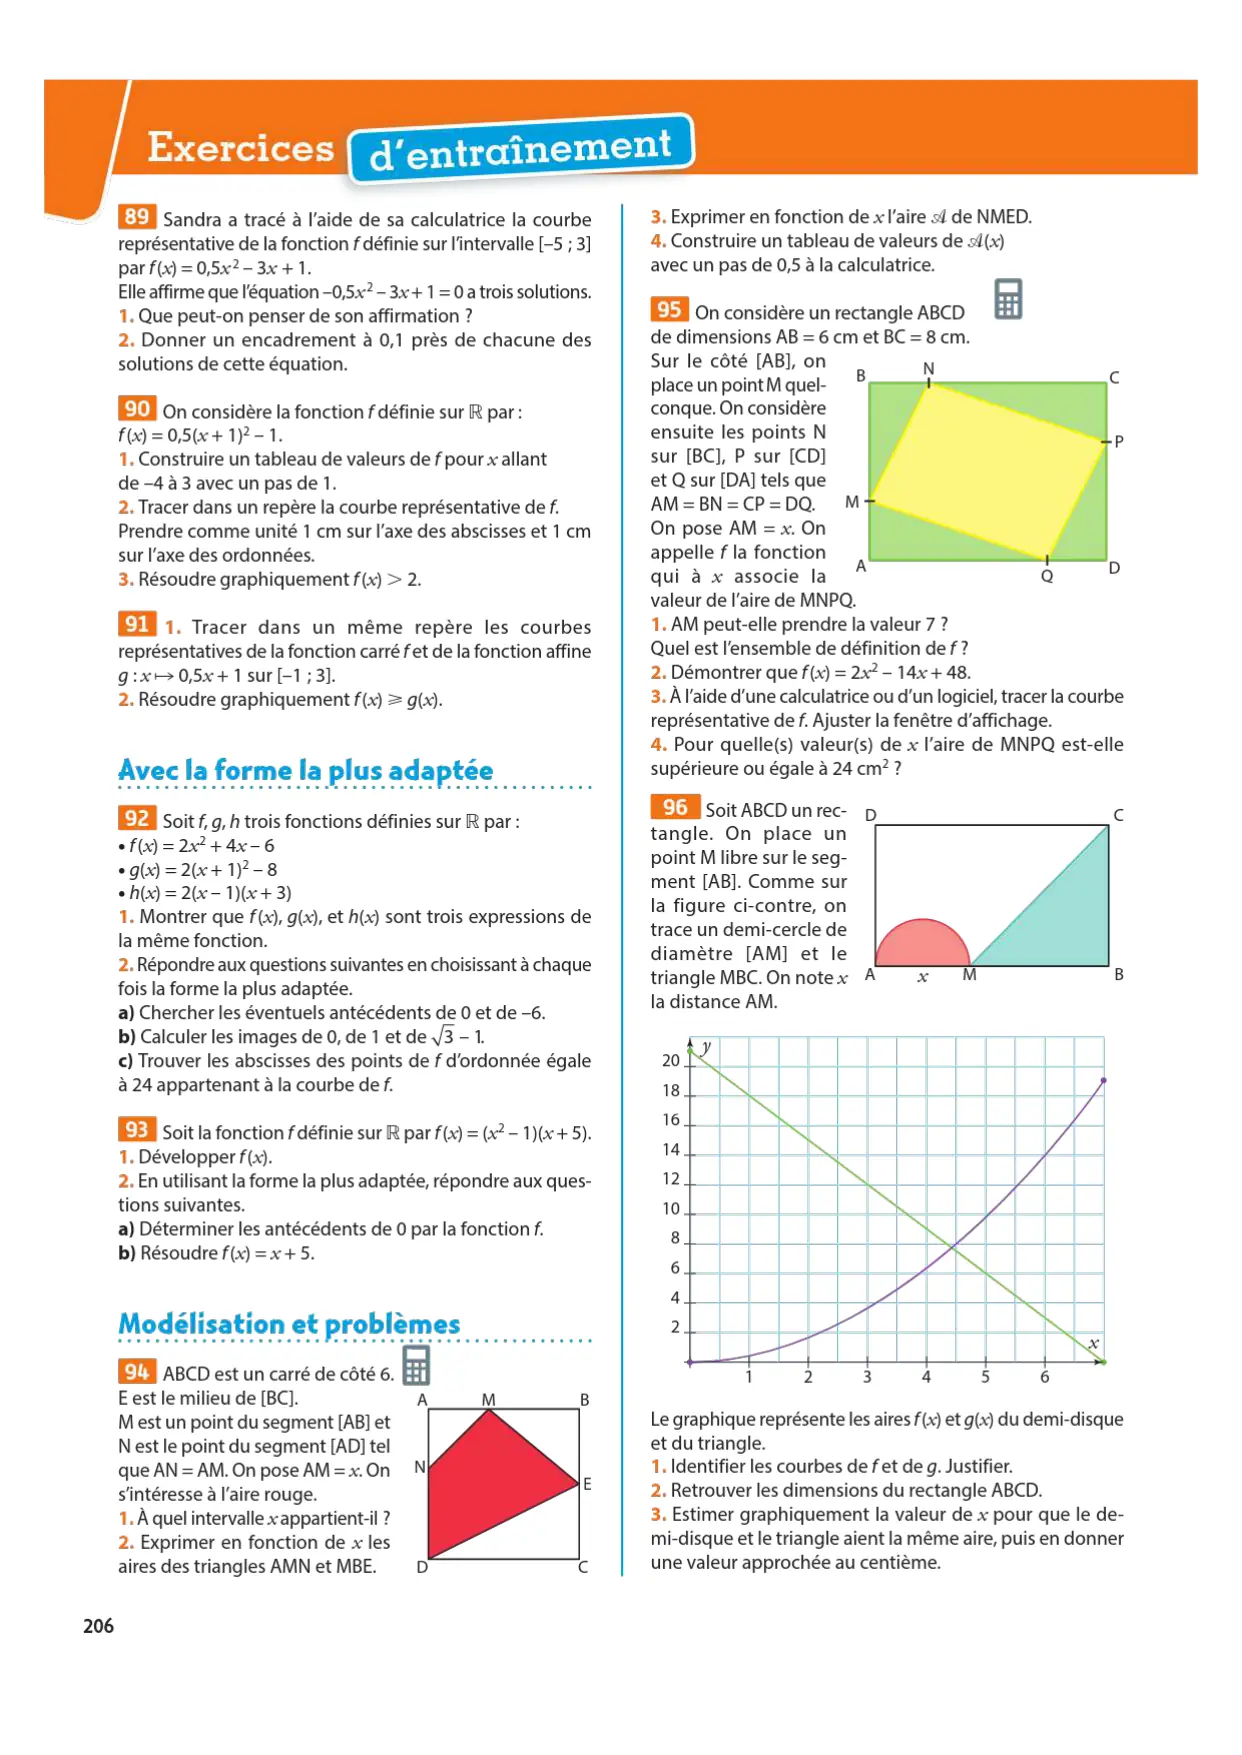 Exercices d'entraînement
89 Sandra a tracé à l'aide de sa calculatrice la courbe
représentative de la fonction f définie sur l'intervalle [–5 ; 3]
par f(x) = 0,5x² – 3x + 1.
Elle affirme que l'équation –0,5x² – 3x + 1 = 0 a trois solutions.
1. Que peut-on penser de son affirmation ?
2. Donner un encadrement à 0,1 près de chacune des
solutions de cette équation.
90 On considère la fonction f définie sur ℝ par :
f(x) = 0,5(x + 1)² – 1.
1. Construire un tableau de valeurs de f pour x allant
de –4 à 3 avec un pas de 1.
2. Tracer dans un repère la courbe représentative de f.
Prendre comme unité 1 cm sur l'axe des abscisses et 1 cm
sur l'axe des ordonnées.
3. Résoudre graphiquement f(x) > 2.
91 1. Tracer dans un même repère les courbes
représentatives de la fonction carré f et de la fonction affine
g : x ↦ 0,5x + 1 sur [–1 ; 3].
2. Résoudre graphiquement f(x) ⩾ g(x).
Avec la forme la plus adaptée
92 Soit f, g, h trois fonctions définies sur ℝ par :
• f(x) = 2x² + 4x – 6
• g(x) = 2(x + 1)² – 8
• h(x) = 2(x – 1)(x + 3)
1. Montrer que f(x), g(x), et h(x) sont trois expressions de
la même fonction.
2. Répondre aux questions suivantes en choisissant à chaque
fois la forme la plus adaptée.
a) Chercher les éventuels antécédents de 0 et de –6.
b) Calculer les images de 0, de 1 et de √3 – 1.
c) Trouver les abscisses des points de f d'ordonnée égale
à 24 appartenant à la courbe de f.
93 Soit la fonction f définie sur ℝ par f(x) = (x² – 1)(x + 5).
1. Développer f(x).
2. En utilisant la forme la plus adaptée, répondre aux ques-
tions suivantes.
a) Déterminer les antécédents de 0 par la fonction f.
b) Résoudre f(x) = x + 5.
Modélisation et problèmes
94 ABCD est un carré de côté 6.
E est le milieu de [BC].
M est un point du segment [AB] et
N est le point du segment [AD] tel
que AN = AM. On pose AM = x. On
s'intéresse à l'aire rouge.
1. À quel intervalle x appartient-il ?
2. Exprimer en fonction de x les
aires des triangles AMN et MBE.
A M B
N
E
D C
206
3. Exprimer en fonction de x l'aire 𝒜 de NMED.
4. Construire un tableau de valeurs de 𝒜(x)
avec un pas de 0,5 à la calculatrice.
95 On considère un rectangle ABCD
de dimensions AB = 6 cm et BC = 8 cm.
Sur le côté [AB], on
place un point M quel-
conque. On considère
ensuite les points N
sur [BC], P sur [CD]
et Q sur [DA] tels que
AM = BN = CP = DQ.
On pose AM = x. On
appelle f la fonction
qui à x associe la
valeur de l'aire de MNPQ.
B N C
P
M
A Q D
1. AM peut-elle prendre la valeur 7 ?
Quel est l'ensemble de définition de f ?
2. Démontrer que f(x) = 2x² – 14x + 48.
3. À l'aide d'une calculatrice ou d'un logiciel, tracer la courbe
représentative de f. Ajuster la fenêtre d'affichage.
4. Pour quelle(s) valeur(s) de x l'aire de MNPQ est-elle
supérieure ou égale à 24 cm² ?
96 Soit ABCD un rec-
tangle. On place un
point M libre sur le seg-
ment [AB]. Comme sur
la figure ci-contre, on
trace un demi-cercle de
diamètre [AM] et le
triangle MBC. On note x
la distance AM.
D C
A x M B
y
20
18
16
14
12
10
8
6
4
2
x
1 2 3 4 5 6
Le graphique représente les aires f(x) et g(x) du demi-disque
et du triangle.
1. Identifier les courbes de f et de g. Justifier.
2. Retrouver les dimensions du rectangle ABCD.
3. Estimer graphiquement la valeur de x pour que le de-
mi-disque et le triangle aient la même aire, puis en donner
une valeur approchée au centième.